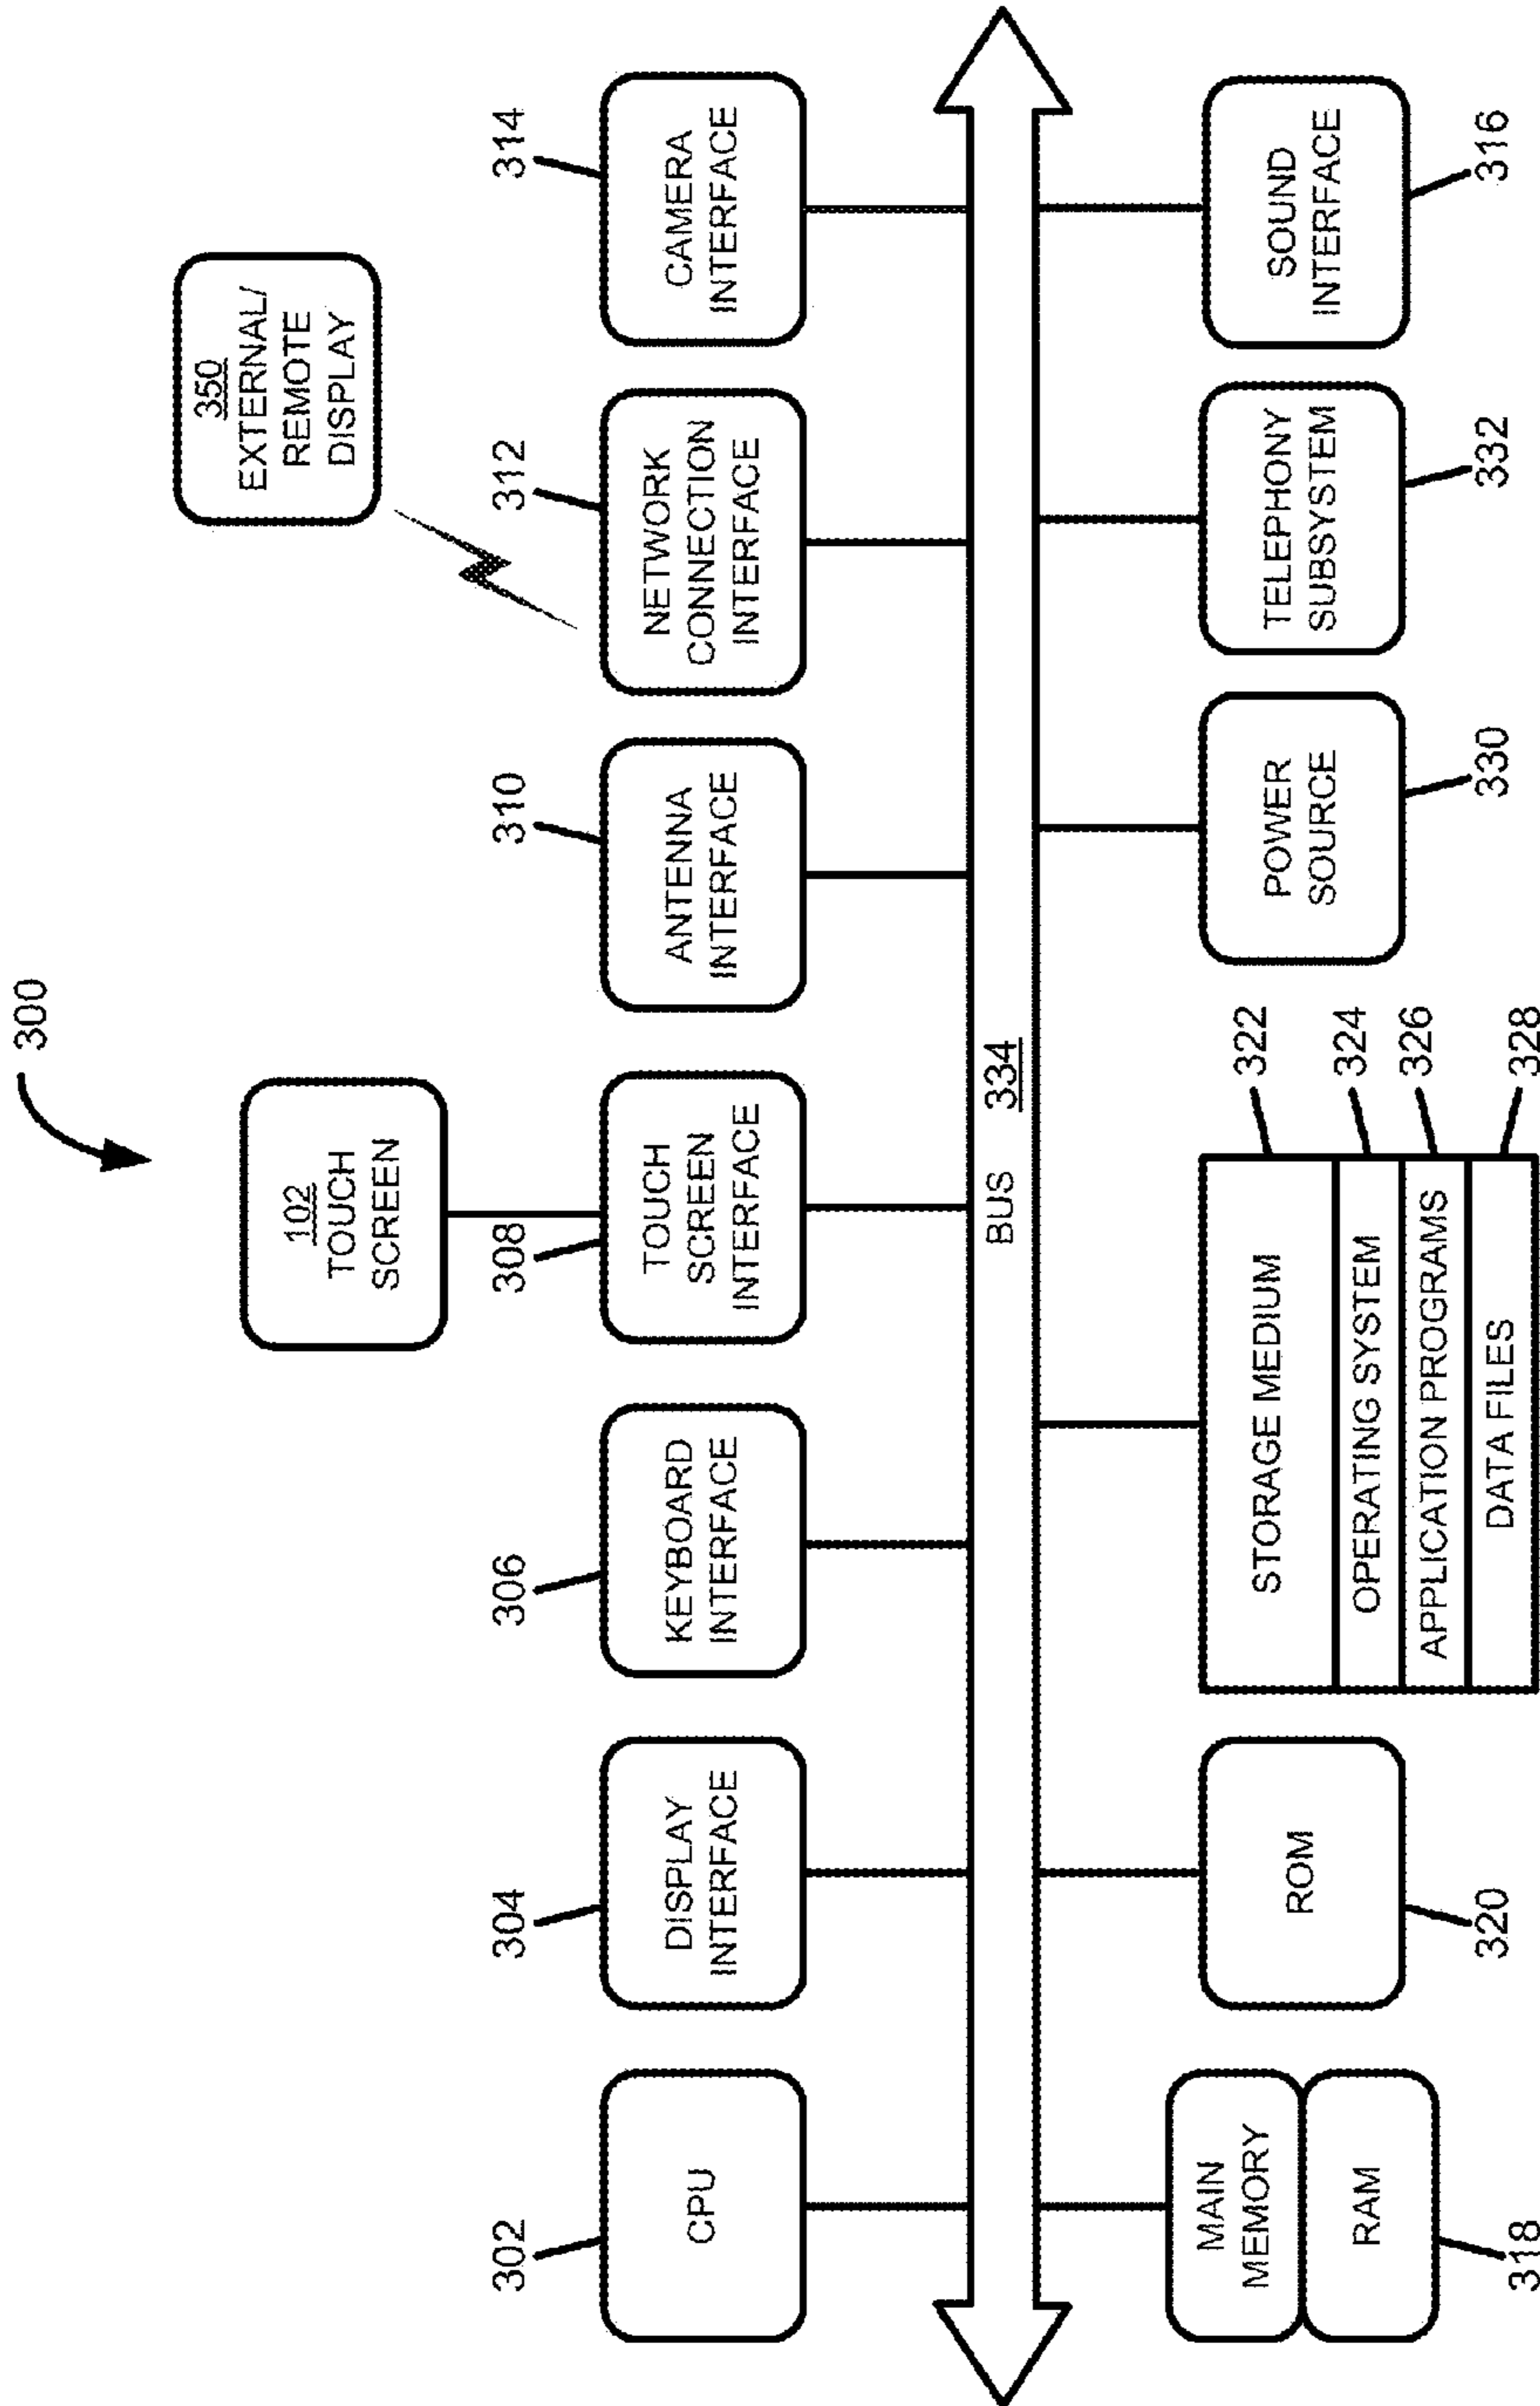 300
102
TOUCH
SCREEN
350
EXTERNAL/
REMOTE
DISPLAY
302
CPU
304
DISPLAY
INTERFACE
306
KEYBOARD
INTERFACE
308
TOUCH
SCREEN
INTERFACE
310
ANTENNA
INTERFACE
312
NETWORK
CONNECTION
INTERFACE
314
CAMERA
INTERFACE
BUS 334
MAIN
MEMORY
RAM
318
ROM
320
STORAGE MEDIUM
322
OPERATING SYSTEM
324
APPLICATION PROGRAMS
326
DATA FILES
328
POWER
SOURCE
330
TELEPHONY
SUBSYSTEM
332
SOUND
INTERFACE
316